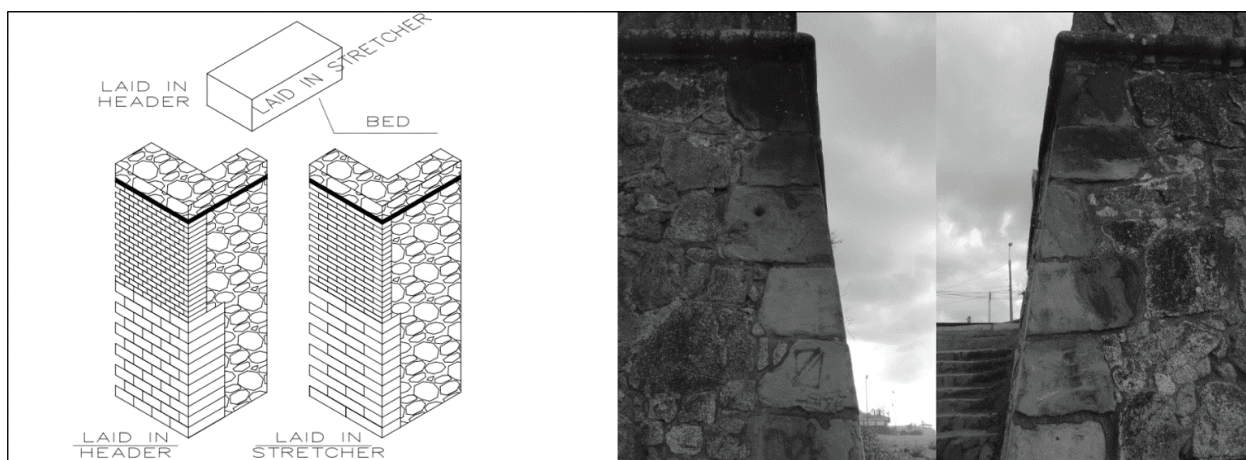 LAID IN
HEADER
LAID IN STRETCHER
BED
LAID IN
HEADER
LAID IN
STRETCHER